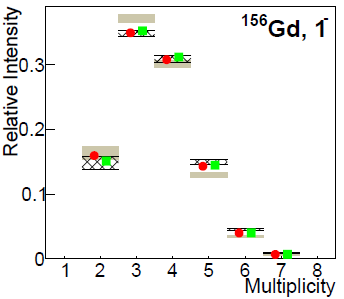 ¹⁵⁶Gd, 1⁻
Relative Intensity
0.3
0.2
0.1
0
1 2 3 4 5 6 7 8
Multiplicity